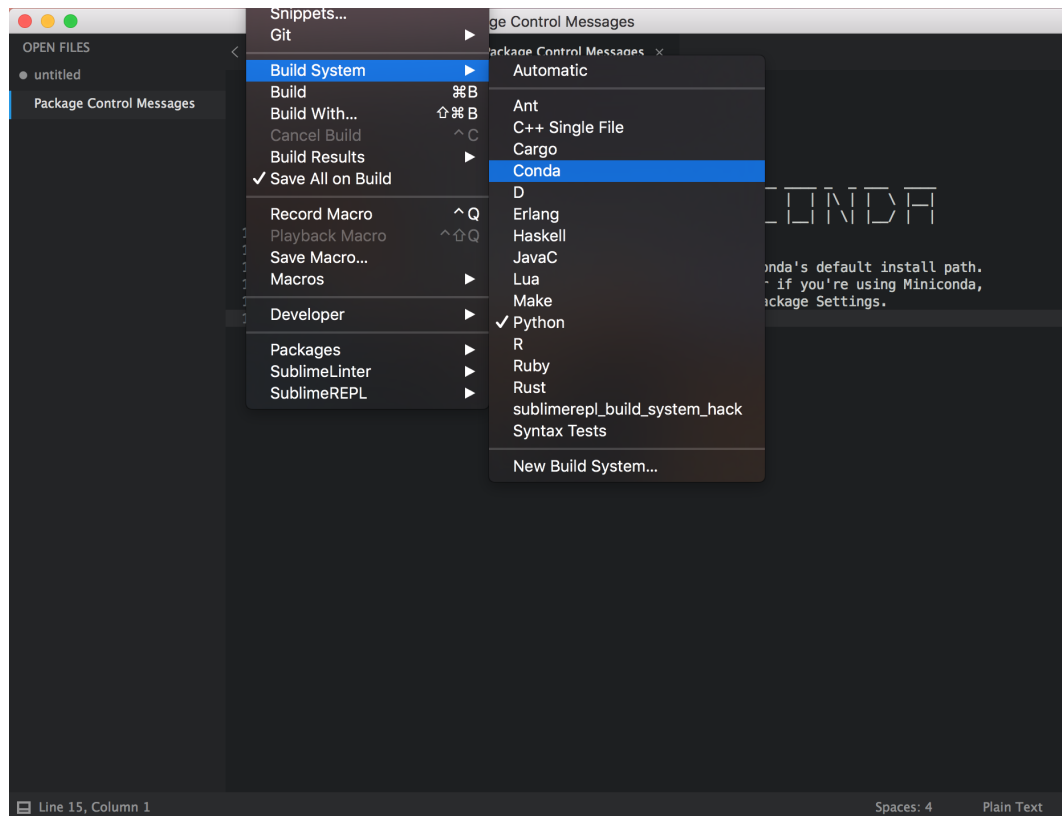 ge Control Messages
OPEN FILES
untitled
Package Control Messages
Package Control Messages ×
Snippets...
Git
Build System
Build ⌘B
Build With... ⇧⌘B
Cancel Build ^C
Build Results
✓ Save All on Build
Record Macro ^Q
Playback Macro ^⇧Q
Save Macro...
Macros
Developer
Packages
SublimeLinter
SublimeREPL
Automatic
Ant
C++ Single File
Cargo
Conda
D
Erlang
Haskell
JavaC
Lua
Make
✓ Python
R
Ruby
Rust
sublimerepl_build_system_hack
Syntax Tests
New Build System...
CONDA
onda's default install path.
if you're using Miniconda,
ackage Settings.
Line 15, Column 1
Spaces: 4
Plain Text